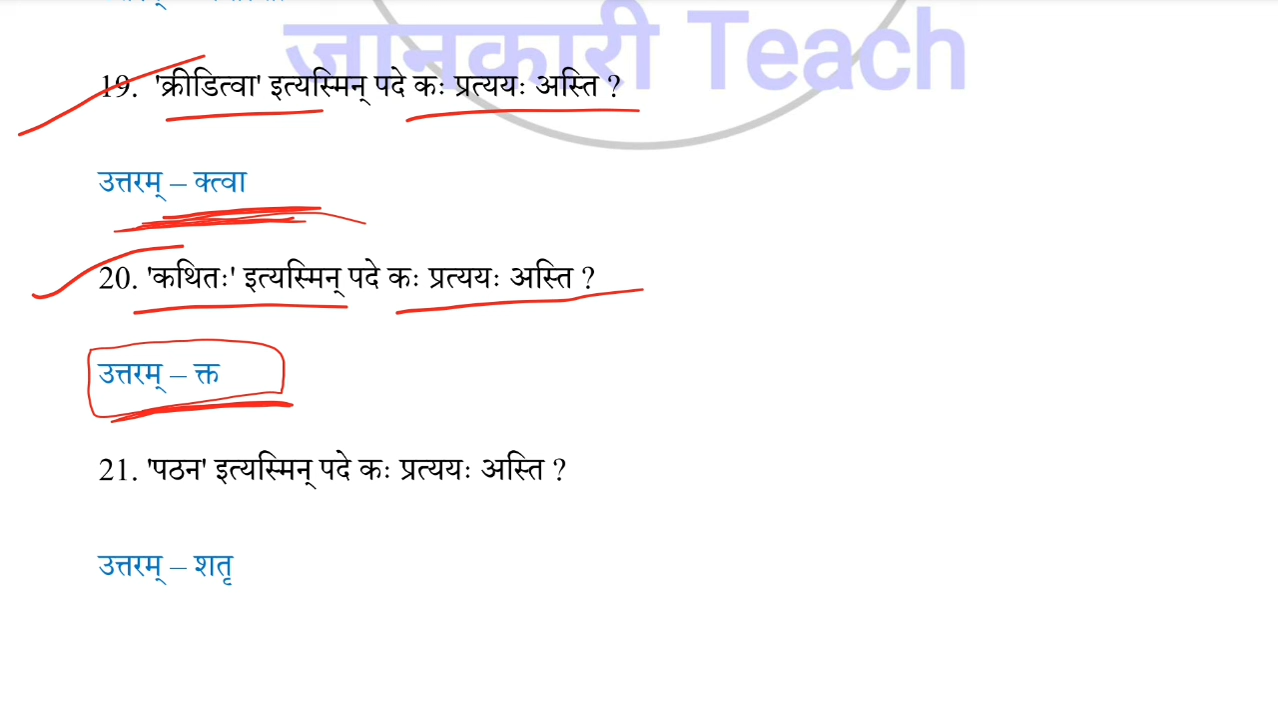 जानकारी Teach
19. 'क्रीडित्वा' इत्यस्मिन् पदे कः प्रत्ययः अस्ति ?
उत्तरम् – क्त्वा
20. 'कथितः' इत्यस्मिन् पदे कः प्रत्ययः अस्ति ?
उत्तरम् – क्त
21. 'पठन' इत्यस्मिन् पदे कः प्रत्ययः अस्ति ?
उत्तरम् – शतृ